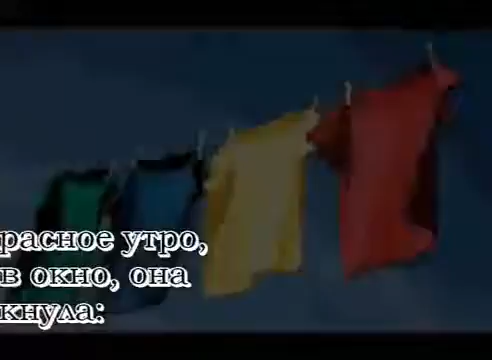 расное утро,
в окно, она
кнула: